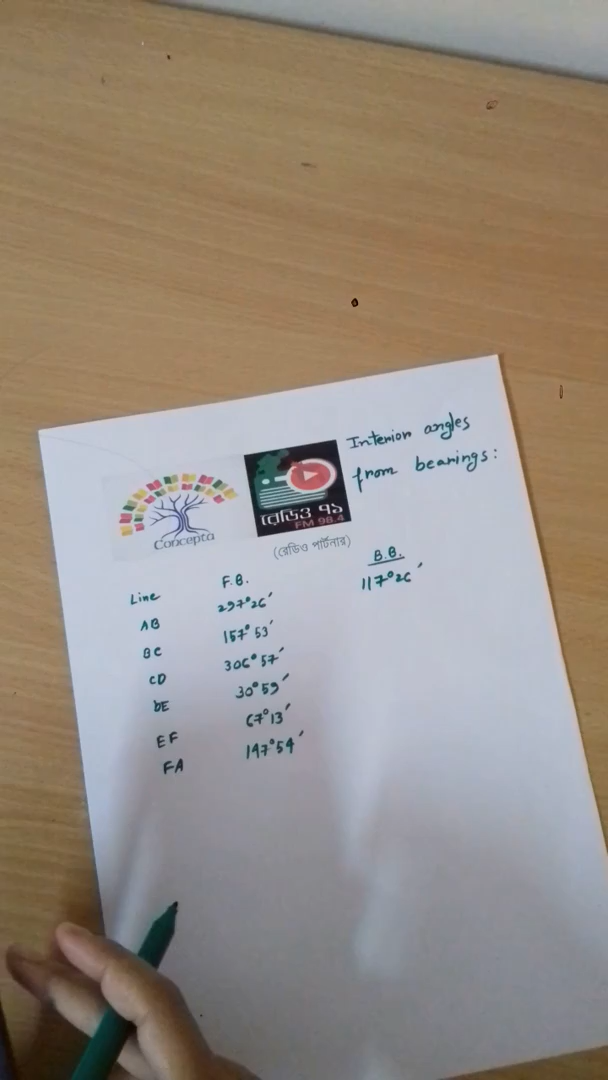 Interior angles
from bearings:
Concepta
রেডিও ৭১
FM 98.4
(রেডিও পার্টনার)
Line F.B. B.B.
AB 297°26′ 117°26′
BC 157°53′
CD 306°57′
DE 30°59′
EF 67°13′
FA 147°54′